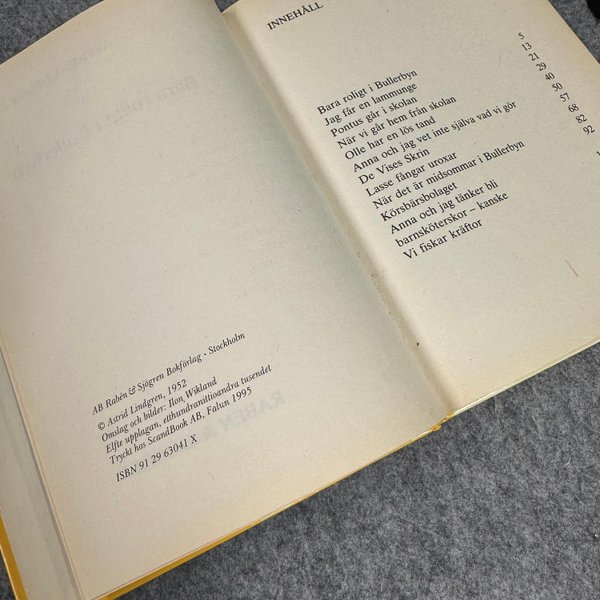 AB Rabén & Sjögren Bokförlag • Stockholm
© Astrid Lindgren, 1952
Omslag och bilder: Ilon Wikland
Elfte upplagan, etthundranittioandra tusendet
Tryckt hos ScandBook AB, Falun 1995
ISBN 91 29 63041 X
INNEHÅLL
Bara roligt i Bullerbyn 5
Jag får en lammunge 13
Pontus går i skolan 21
När vi går hem från skolan 29
Olle har en lös tand 40
Anna och jag vet inte själva vad vi gör 50
De Vises Skrin 57
Lasse fångar uroxar 68
När det är midsommar i Bullerbyn 82
Körsbärsbolaget 92
Anna och jag tänker bli
barnsköterskor – kanske
Vi fiskar kräftor